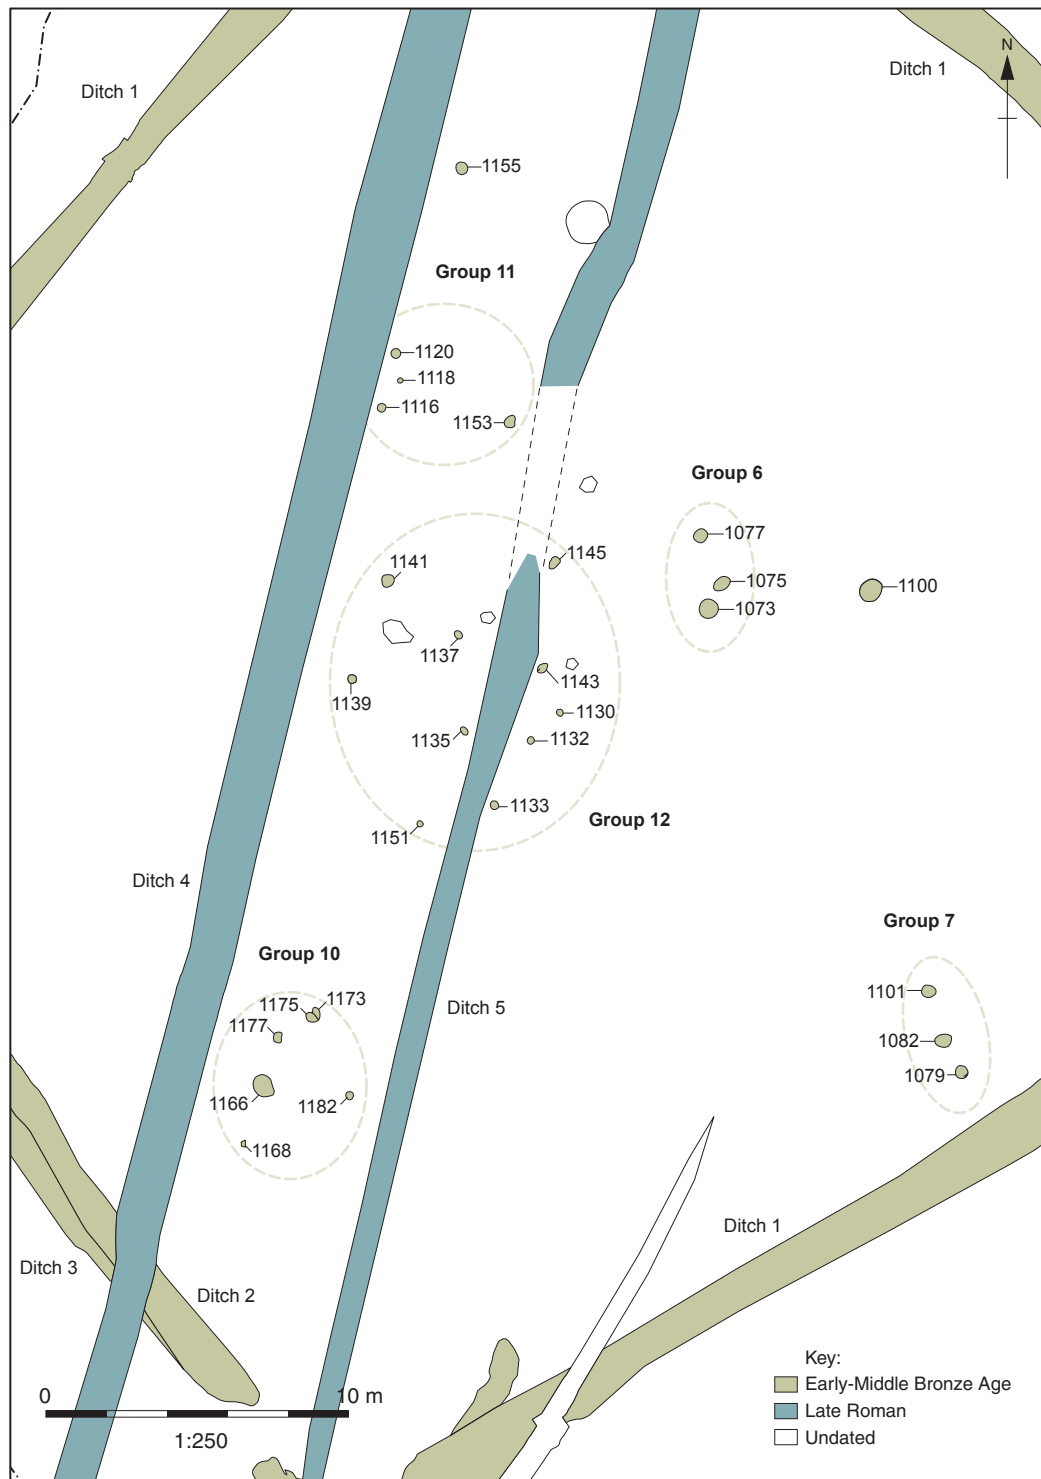 Ditch 1
Ditch 1
N
1155
Group 11
1120
1118
1116
1153
Group 6
1077
1075
1073
1100
1145
1141
1137
1143
1139
1130
1135
1132
1133
1151
Group 12
Ditch 4
Group 7
Group 10
1101
1175
1173
Ditch 5
1177
1082
1079
1166
1182
1168
Ditch 1
Ditch 3
Ditch 2
Key:
Early-Middle Bronze Age
Late Roman
Undated
0
10 m
1:250